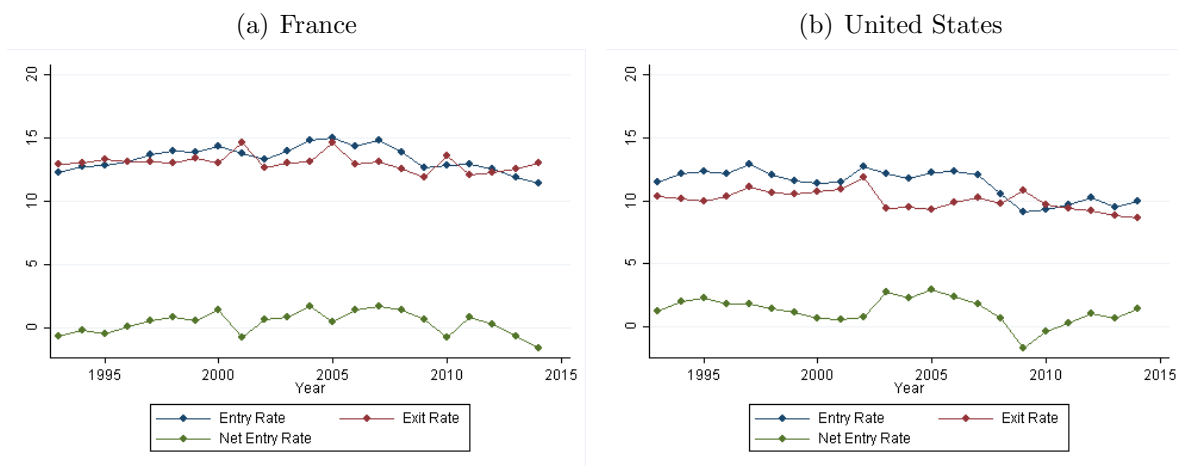 (a) France
20
15
10
5
0
1995 2000 2005 2010 2015
Year
Entry Rate Exit Rate
Net Entry Rate
(b) United States
20
15
10
5
0
1995 2000 2005 2010 2015
Year
Entry Rate Exit Rate
Net Entry Rate